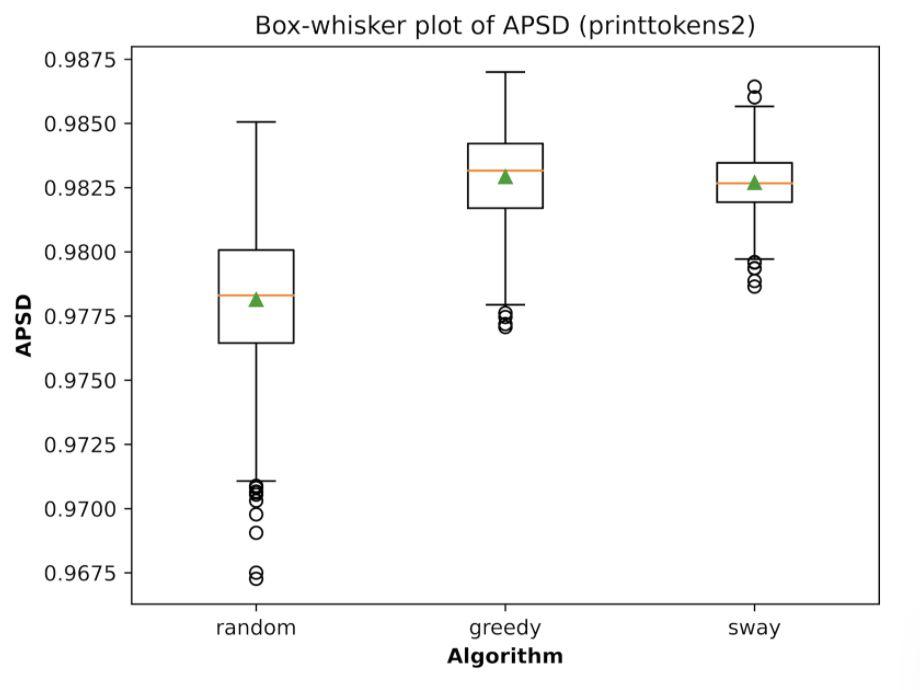 Box-whisker plot of APSD (printtokens2)
APSD
0.9875
0.9850
0.9825
0.9800
0.9775
0.9750
0.9725
0.9700
0.9675
random greedy sway
Algorithm